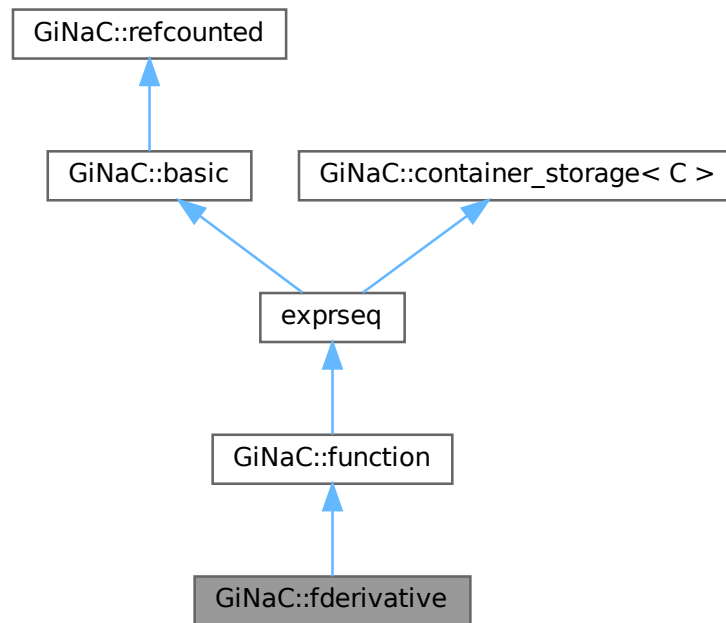 GiNaC::refcounted
GiNaC::basic
GiNaC::container_storage< C >
exprseq
GiNaC::function
GiNaC::fderivative